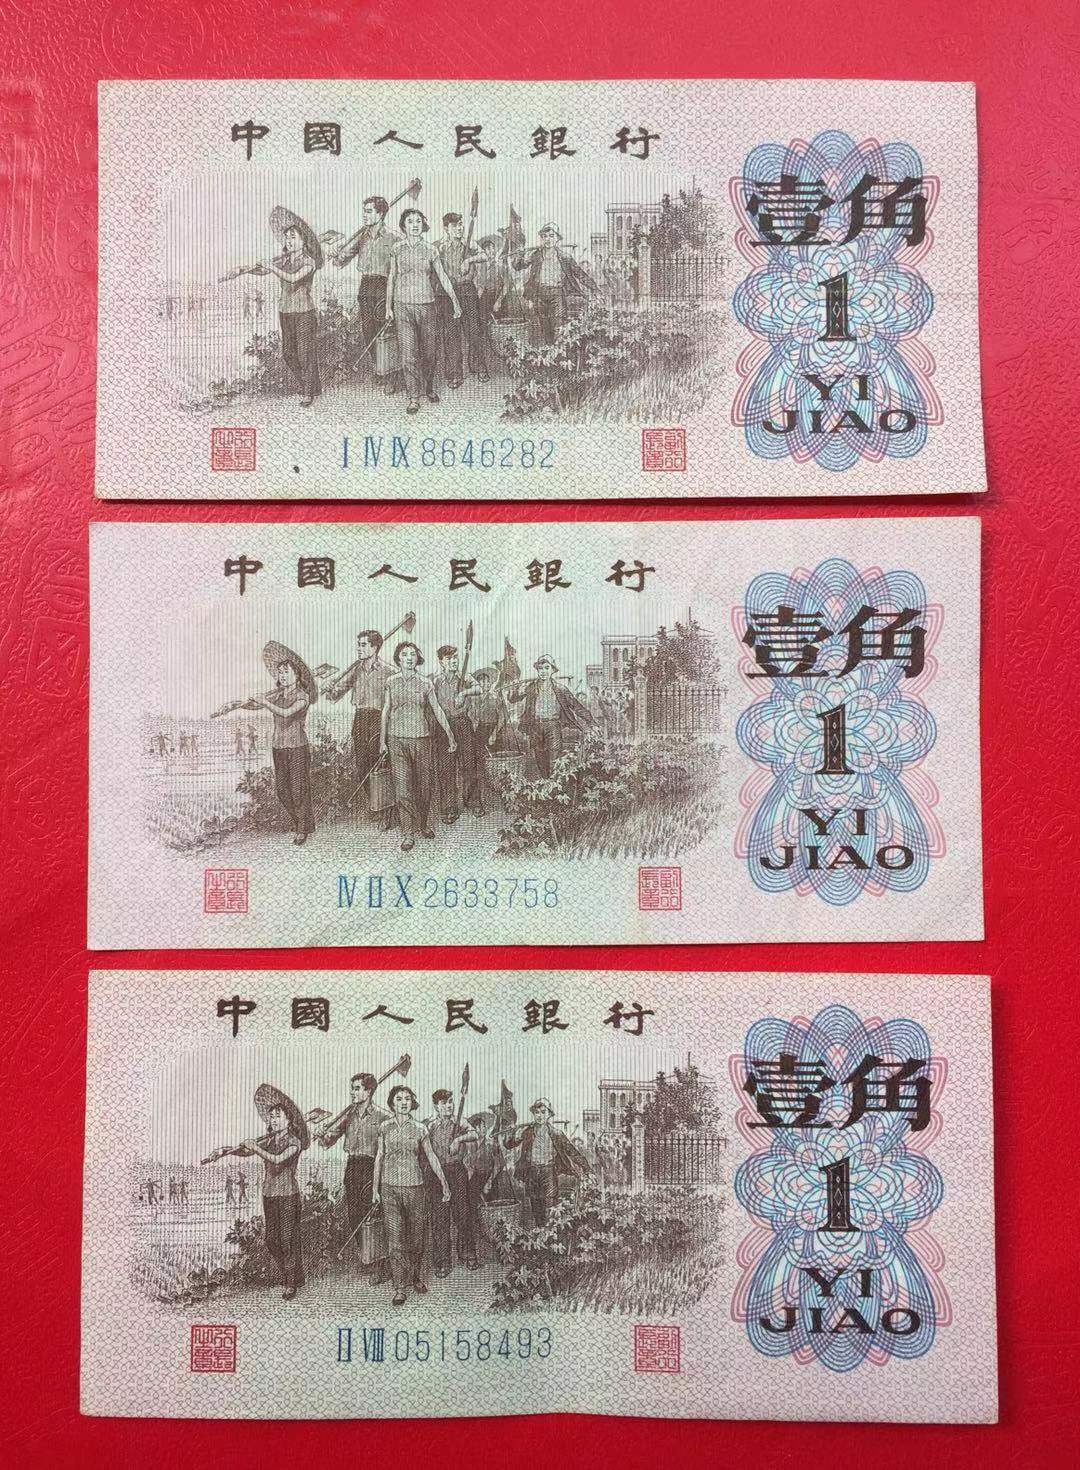 中國人民銀行
壹角
1
YI
JIAO
Ⅰ Ⅳ Ⅸ 8646282
中國人民銀行
壹角
1
YI
JIAO
Ⅳ Ⅱ Ⅹ 2633758
中國人民銀行
壹角
1
YI
JIAO
Ⅱ Ⅷ 05158493